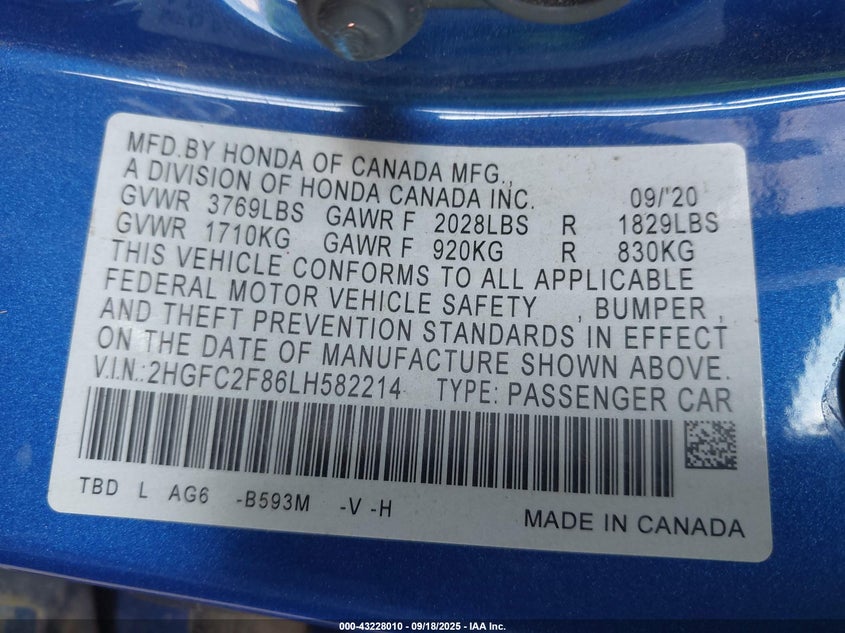 MFD.BY HONDA OF CANADA MFG.,
A DIVISION OF HONDA CANADA INC. 09/'20
GVWR 3769LBS GAWR F 2028LBS R 1829LBS
GVWR 1710KG GAWR F 920KG R 830KG
THIS VEHICLE CONFORMS TO ALL APPLICABLE
FEDERAL MOTOR VEHICLE SAFETY , BUMPER ,
AND THEFT PREVENTION STANDARDS IN EFFECT
ON THE DATE OF MANUFACTURE SHOWN ABOVE.
V.I.N.:2HGFC2F86LH582214 TYPE: PASSENGER CAR
TBD L AG6 -B593M -V -H
MADE IN CANADA
000-43228010 - 09/18/2025 - IAA Inc.